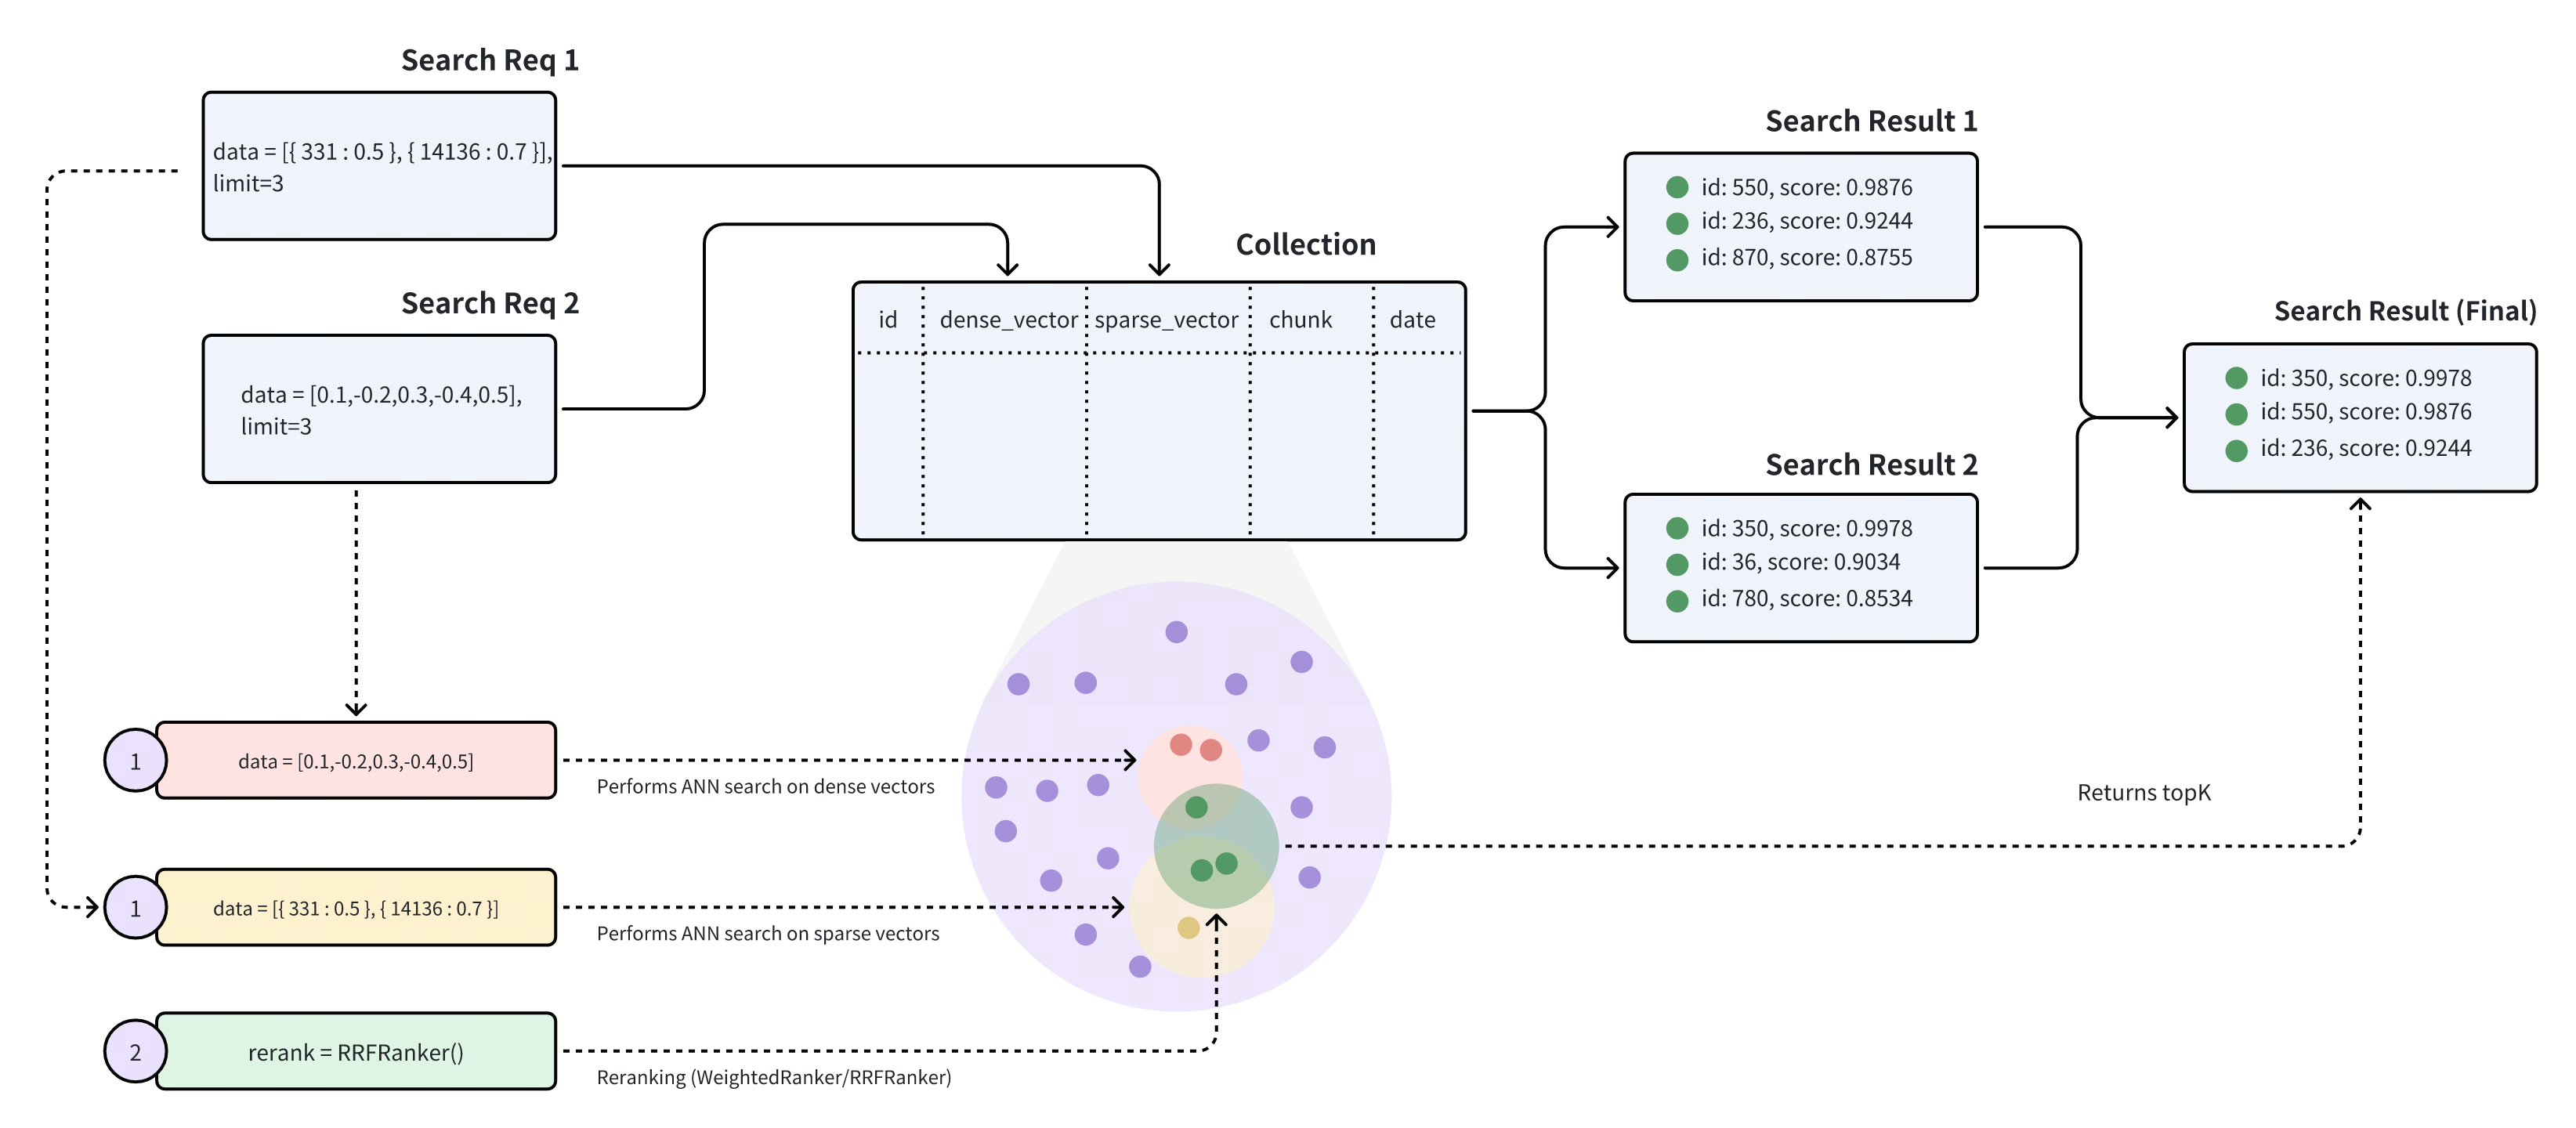 Search Req 1
data = [{ 331 : 0.5 }, { 14136 : 0.7 }],
limit=3
Search Req 2
data = [0.1,-0.2,0.3,-0.4,0.5],
limit=3
Collection
id
dense_vector
sparse_vector
chunk
date
Search Result 1
id: 550, score: 0.9876
id: 236, score: 0.9244
id: 870, score: 0.8755
Search Result 2
id: 350, score: 0.9978
id: 36, score: 0.9034
id: 780, score: 0.8534
Search Result (Final)
id: 350, score: 0.9978
id: 550, score: 0.9876
id: 236, score: 0.9244
1
data = [0.1,-0.2,0.3,-0.4,0.5]
Performs ANN search on dense vectors
1
data = [{ 331 : 0.5 }, { 14136 : 0.7 }]
Performs ANN search on sparse vectors
2
rerank = RRFRanker()
Reranking (WeightedRanker/RRFRanker)
Returns topK